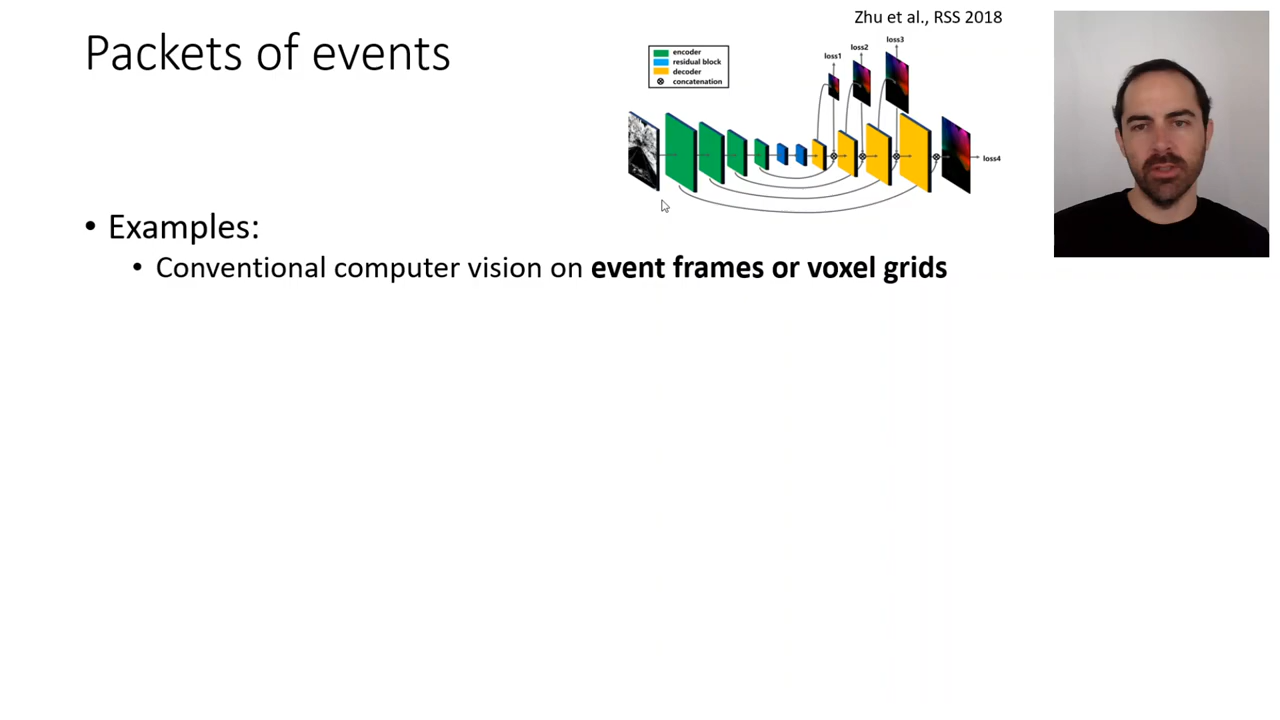 Zhu et al., RSS 2018
Packets of events
encoder
residual block
decoder
concatenation
loss1
loss2
loss3
loss4
• Examples:
• Conventional computer vision on event frames or voxel grids